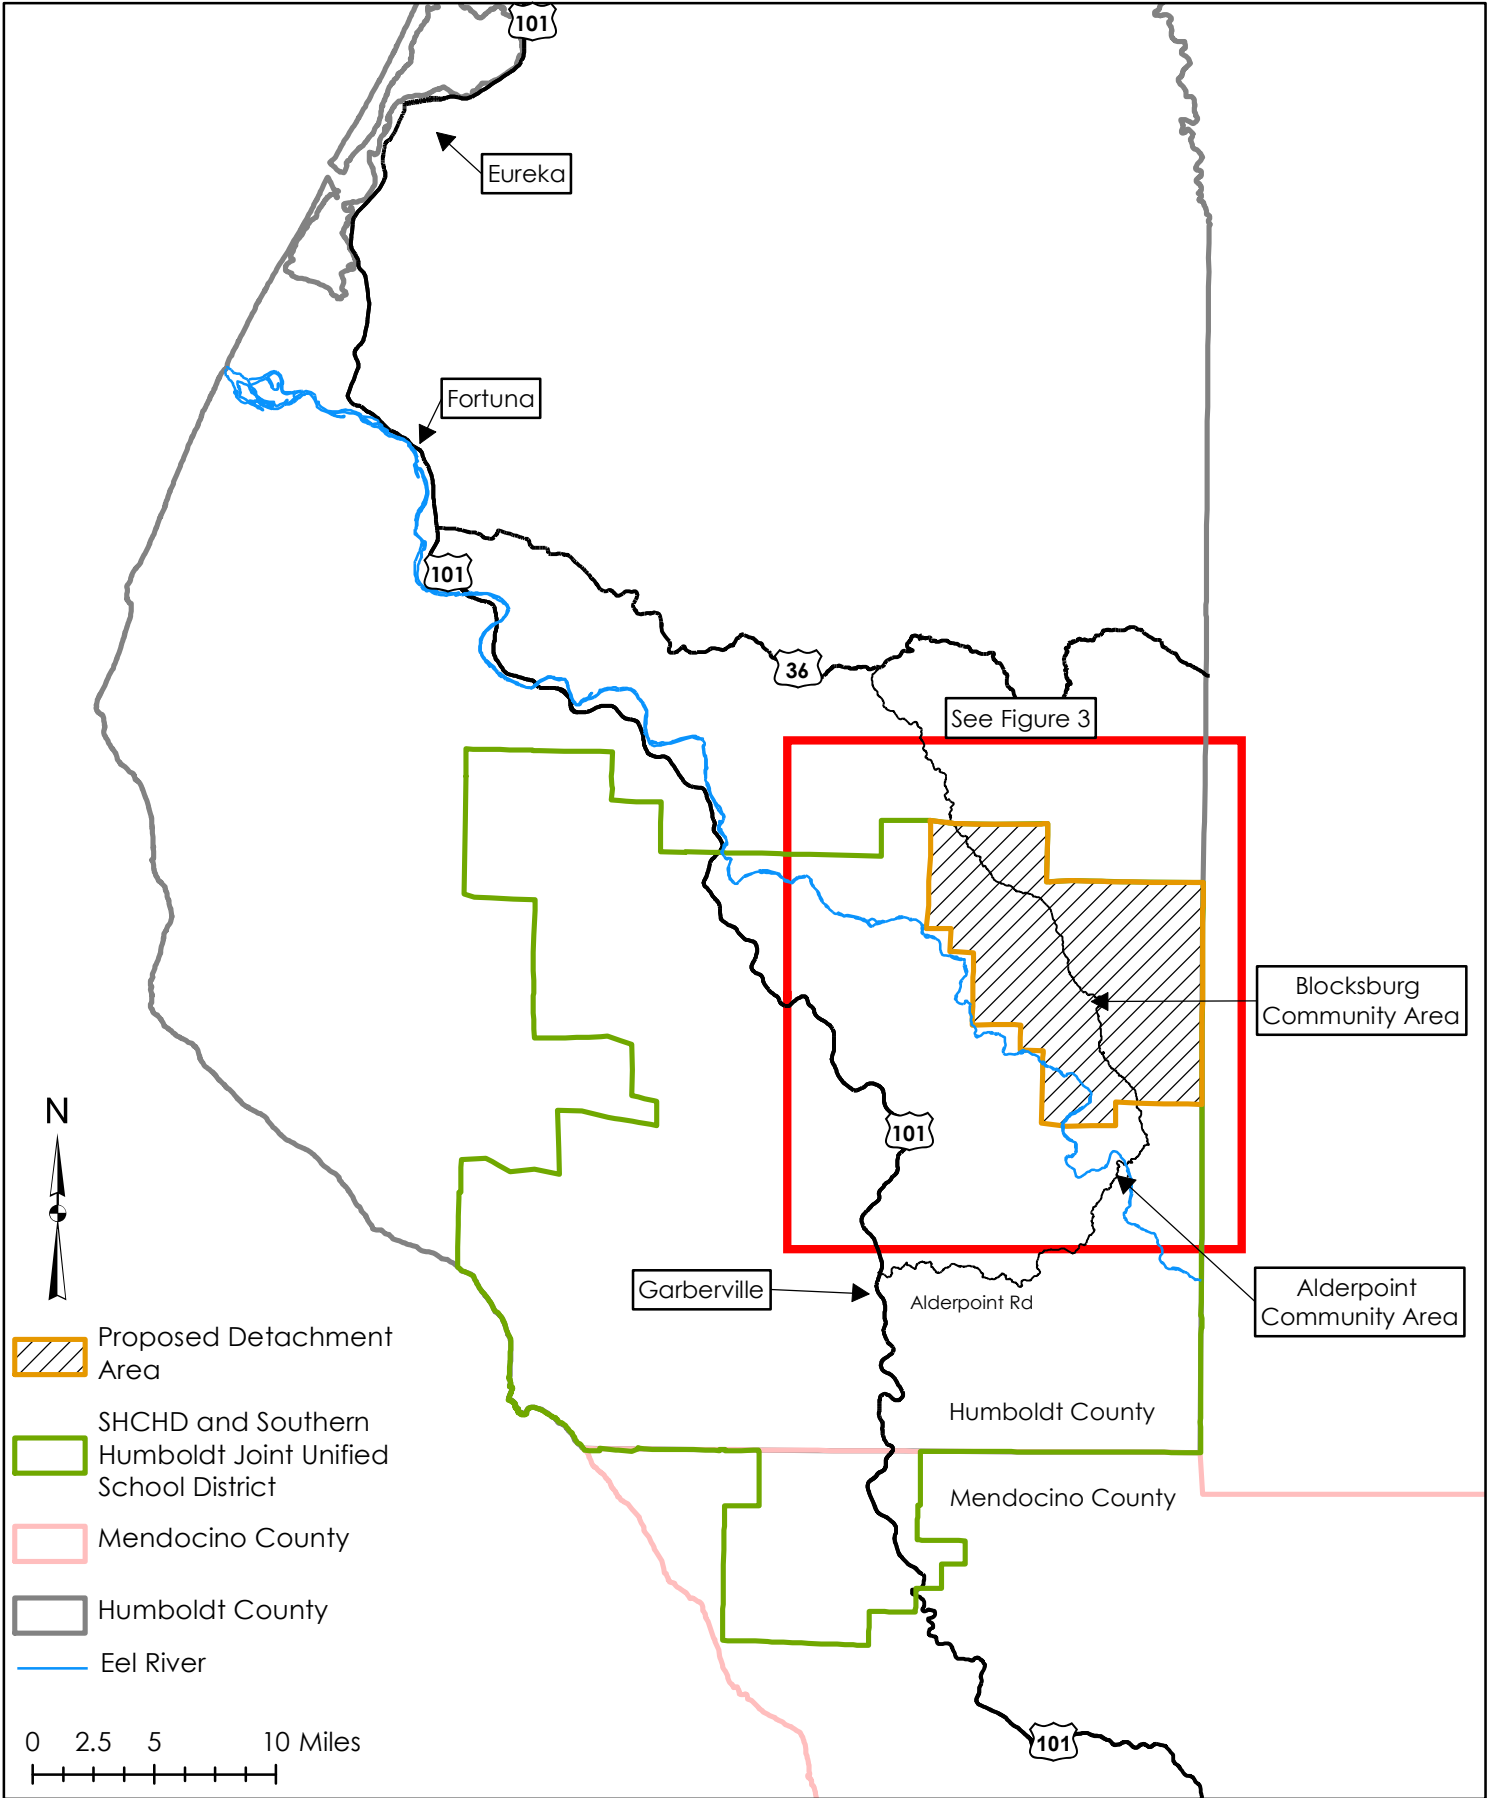 101
Eureka
Fortuna
101
36
See Figure 3
Blocksburg
Community Area
N
101
Garberville
Alderpoint Rd
Alderpoint
Community Area
Proposed Detachment
Area
SHCHD and Southern
Humboldt Joint Unified
School District
Humboldt County
Mendocino County
Mendocino County
Humboldt County
Eel River
0 2.5 5 10 Miles
101